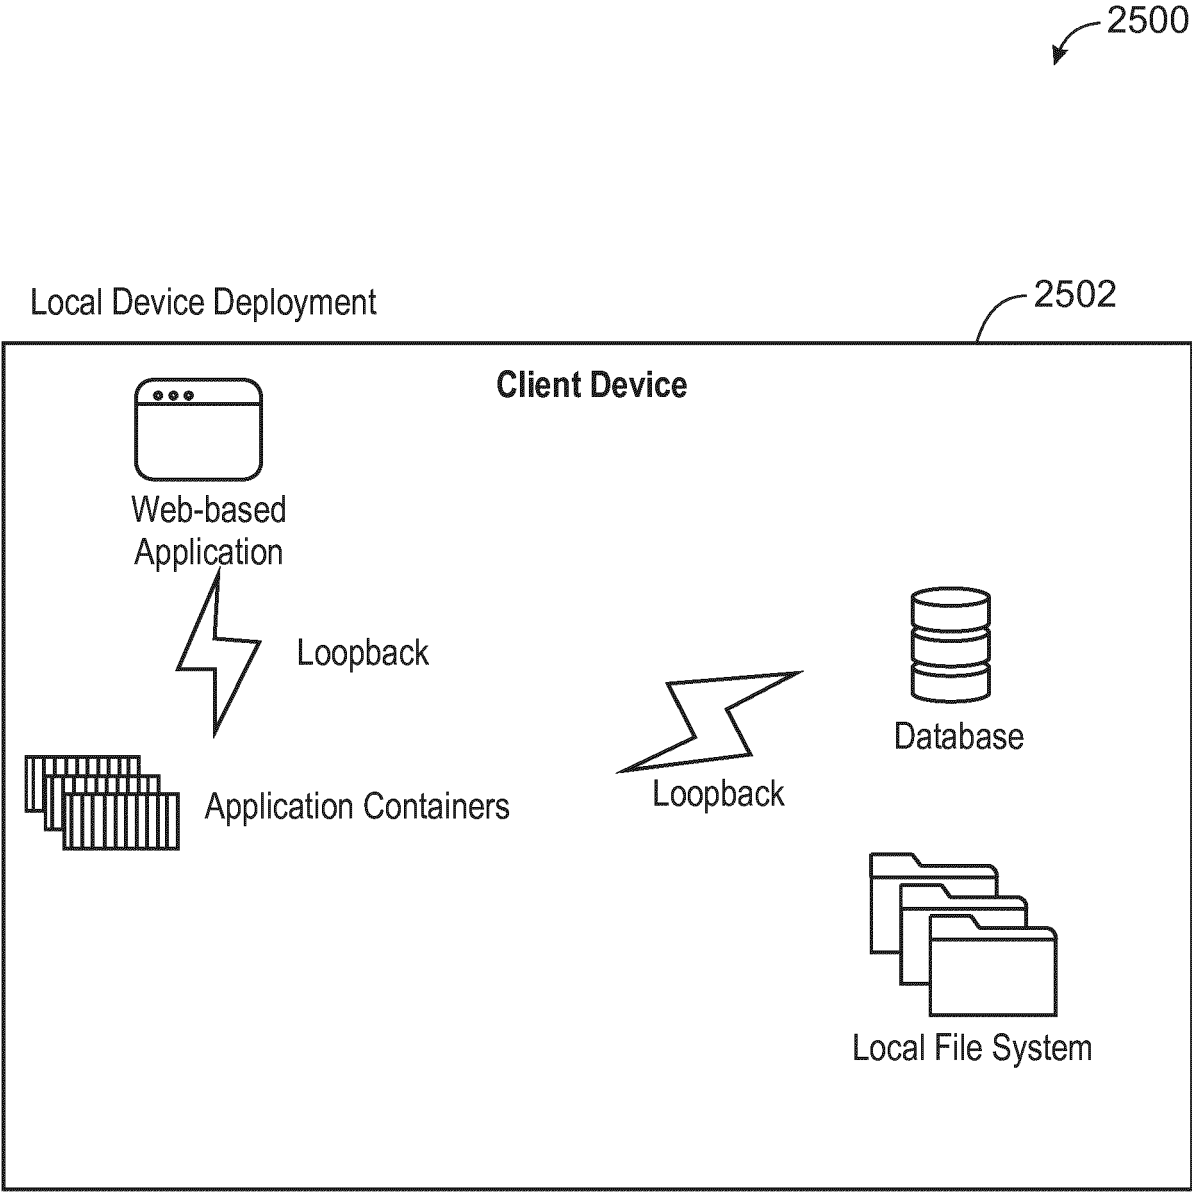 2500
Local Device Deployment
2502
Client Device
Web-based
Application
Loopback
Database
Loopback
Application Containers
Local File System